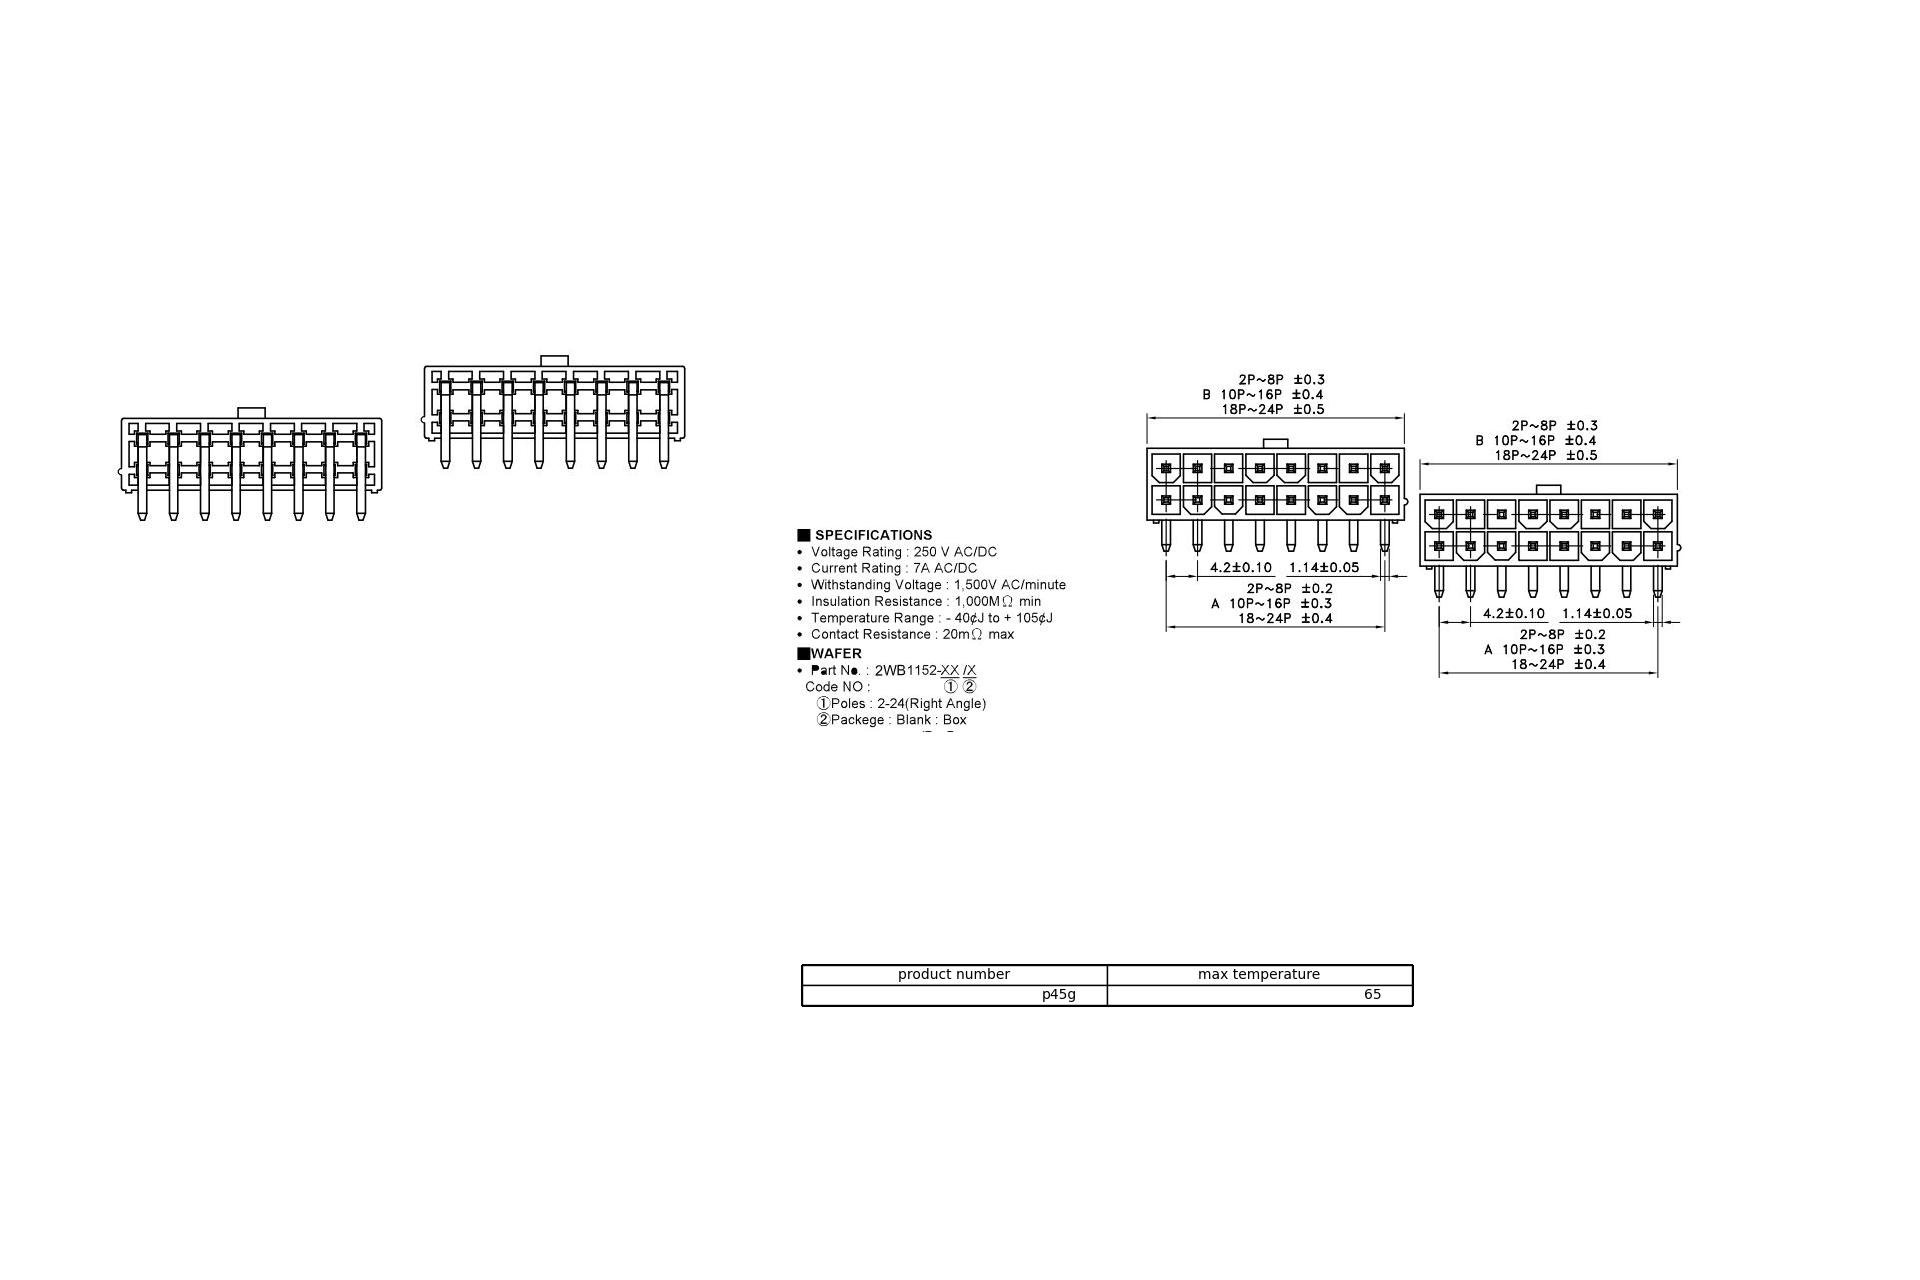 2P~8P ±0.3
B 10P~16P ±0.4
18P~24P ±0.5
4.2±0.10 1.14±0.05
2P~8P ±0.2
A 10P~16P ±0.3
18~24P ±0.4
2P~8P ±0.3
B 10P~16P ±0.4
18P~24P ±0.5
4.2±0.10 1.14±0.05
2P~8P ±0.2
A 10P~16P ±0.3
18~24P ±0.4
■ SPECIFICATIONS
• Voltage Rating : 250 V AC/DC
• Current Rating : 7A AC/DC
• Withstanding Voltage : 1,500V AC/minute
• Insulation Resistance : 1,000MΩ min
• Temperature Range : - 40¢J to + 105¢J
• Contact Resistance : 20mΩ max
■WAFER
• Part No. : 2WB1152-XX /X
Code NO : ① ②
①Poles : 2-24(Right Angle)
②Packege : Blank : Box
product number max temperature
p45g 65